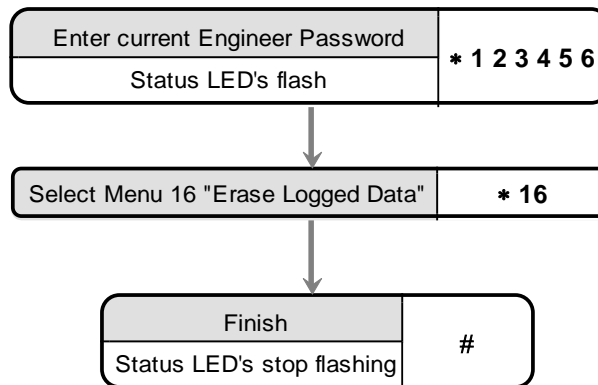 Enter current Engineer Password
Status LED's flash
∗ 1 2 3 4 5 6
Select Menu 16 "Erase Logged Data"
∗ 16
Finish
Status LED's stop flashing
#